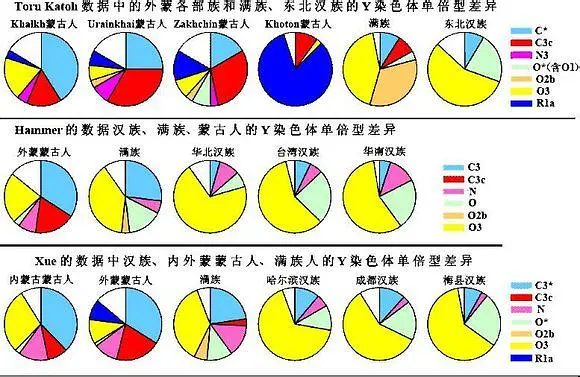 Toru Katoh 数据中的外蒙各部族和满族、东北汉族的Y染色体单倍型差异
Khalkh蒙古人 Urainkhai蒙古人 Zakhchin蒙古人 Khoton蒙古人 满族 东北汉族
C*
C3c
N3
O*(含O1)
O2b
O3
R1a
Hammer的数据汉族、满族、蒙古人的Y染色体单倍型差异
外蒙蒙古人 满族 华北汉族 台湾汉族 华南汉族
C3
C3c
N
O
O2b
O3
Xue的数据中汉族、内外蒙蒙古人、满族人的Y染色体单倍型差异
内蒙古蒙古人 外蒙蒙古人 满族 哈尔滨汉族 成都汉族 梅县汉族
C3*
C3c
N
O*
O2b
O3
R1a